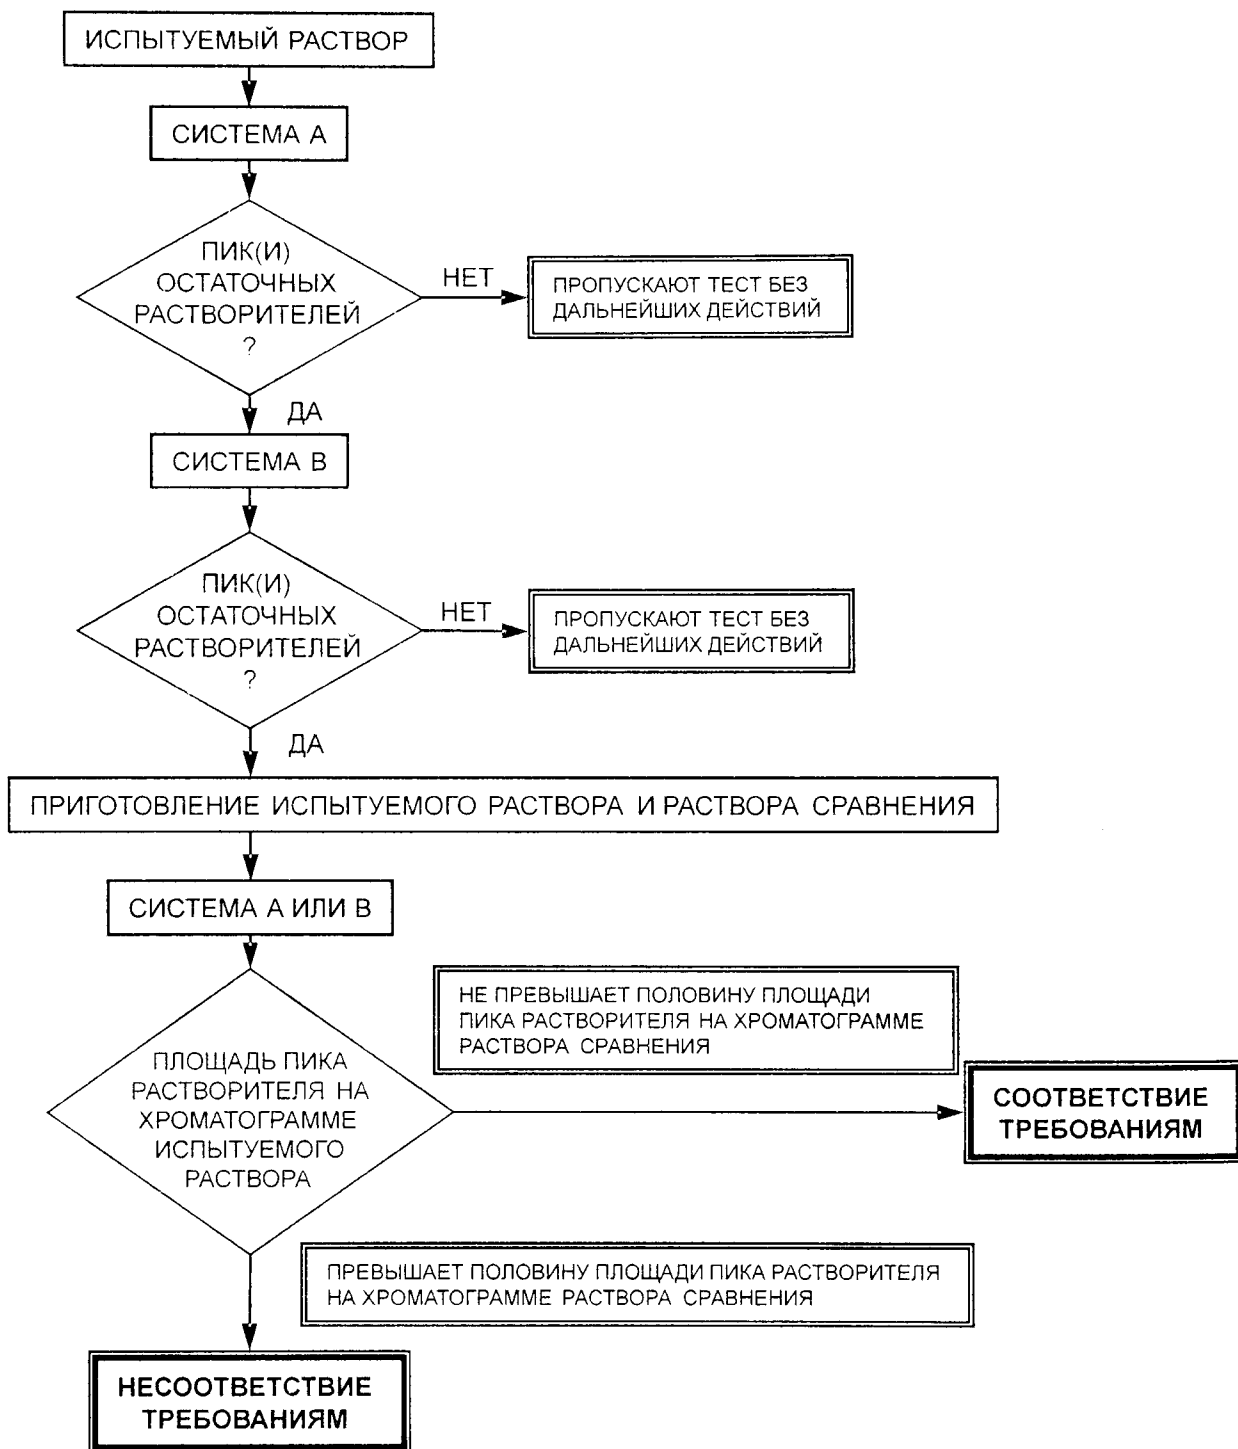 ИСПЫТУЕМЫЙ РАСТВОР
СИСТЕМА А
ПИК(И)
ОСТАТОЧНЫХ
РАСТВОРИТЕЛЕЙ
?
НЕТ
ПРОПУСКАЮТ ТЕСТ БЕЗ
ДАЛЬНЕЙШИХ ДЕЙСТВИЙ
ДА
СИСТЕМА В
ПИК(И)
ОСТАТОЧНЫХ
РАСТВОРИТЕЛЕЙ
?
НЕТ
ПРОПУСКАЮТ ТЕСТ БЕЗ
ДАЛЬНЕЙШИХ ДЕЙСТВИЙ
ДА
ПРИГОТОВЛЕНИЕ ИСПЫТУЕМОГО РАСТВОРА И РАСТВОРА СРАВНЕНИЯ
СИСТЕМА А ИЛИ В
ПЛОЩАДЬ ПИКА
РАСТВОРИТЕЛЯ НА
ХРОМАТОГРАММЕ
ИСПЫТУЕМОГО
РАСТВОРА
НЕ ПРЕВЫШАЕТ ПОЛОВИНУ ПЛОЩАДИ
ПИКА РАСТВОРИТЕЛЯ НА ХРОМАТОГРАММЕ
РАСТВОРА СРАВНЕНИЯ
СООТВЕТСТВИЕ
ТРЕБОВАНИЯМ
ПРЕВЫШАЕТ ПОЛОВИНУ ПЛОЩАДИ ПИКА РАСТВОРИТЕЛЯ
НА ХРОМАТОГРАММЕ РАСТВОРА СРАВНЕНИЯ
НЕСООТВЕТСТВИЕ
ТРЕБОВАНИЯМ